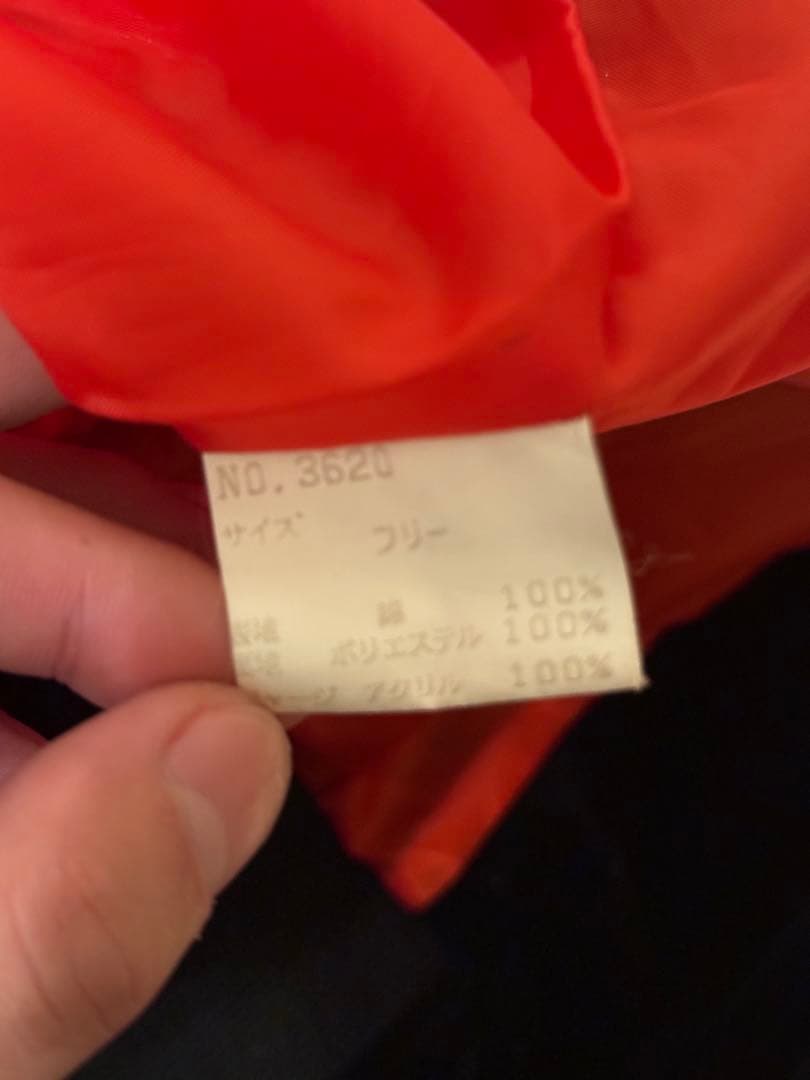 NO.3620
サイズ フリー
綿 100%
ポリエステル 100%
アクリル 100%